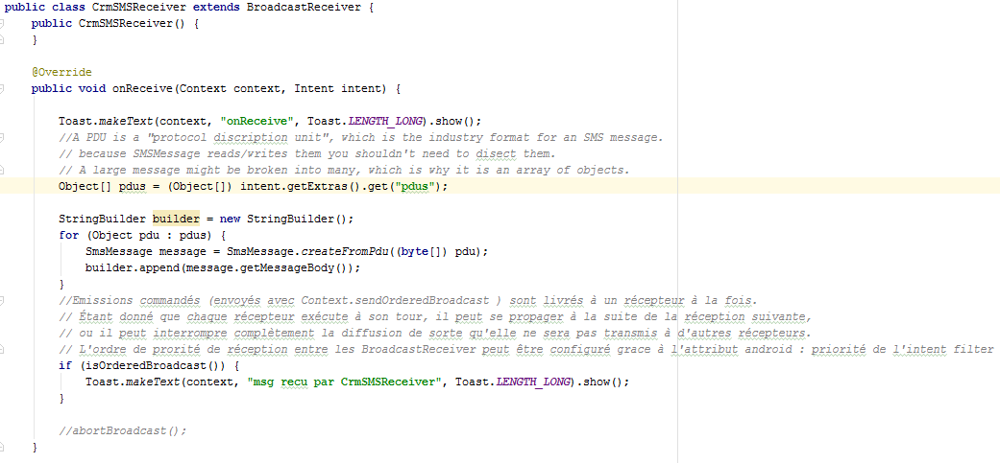 public class CrmSMSReceiver extends BroadcastReceiver {
public CrmSMSReceiver() {
}
@Override
public void onReceive(Context context, Intent intent) {
Toast.makeText(context, "onReceive", Toast.LENGTH_LONG).show();
//A PDU is a "protocol discription unit", which is the industry format for an SMS message.
// because SMSMessage reads/writes them you shouldn't need to disect them.
// A large message might be broken into many, which is why it is an array of objects.
Object[] pdus = (Object[]) intent.getExtras().get("pdus");
StringBuilder builder = new StringBuilder();
for (Object pdu : pdus) {
SmsMessage message = SmsMessage.createFromPdu((byte[]) pdu);
builder.append(message.getMessageBody());
}
//Emissions commandés (envoyés avec Context.sendOrderedBroadcast ) sont livrés à un récepteur à la fois.
// Étant donné que chaque récepteur exécute à son tour, il peut se propager à la suite de la réception suivante,
// ou il peut interrompre complètement la diffusion de sorte qu'elle ne sera pas transmis à d'autres récepteurs.
// L'ordre de prorité de réception entre les BroadcastReceiver peut être configuré grace à l'attribut android : priorité de l'intent filter
if (isOrderedBroadcast()) {
Toast.makeText(context, "msg recu par CrmSMSReceiver", Toast.LENGTH_LONG).show();
}
//abortBroadcast();
}